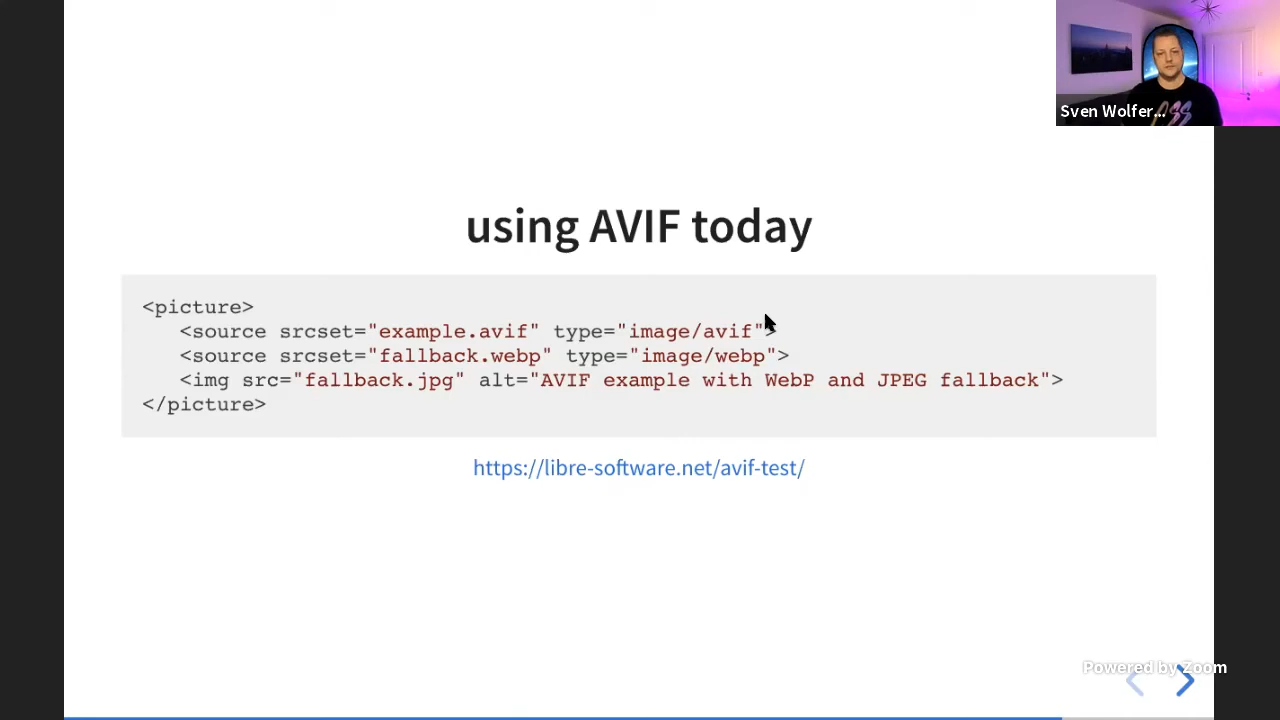 Sven Wolfer...
using AVIF today
<picture>
<source srcset="example.avif" type="image/avif">
<source srcset="fallback.webp" type="image/webp">
<img src="fallback.jpg" alt="AVIF example with WebP and JPEG fallback">
</picture>
https://libre-software.net/avif-test/
Powered by Zoom